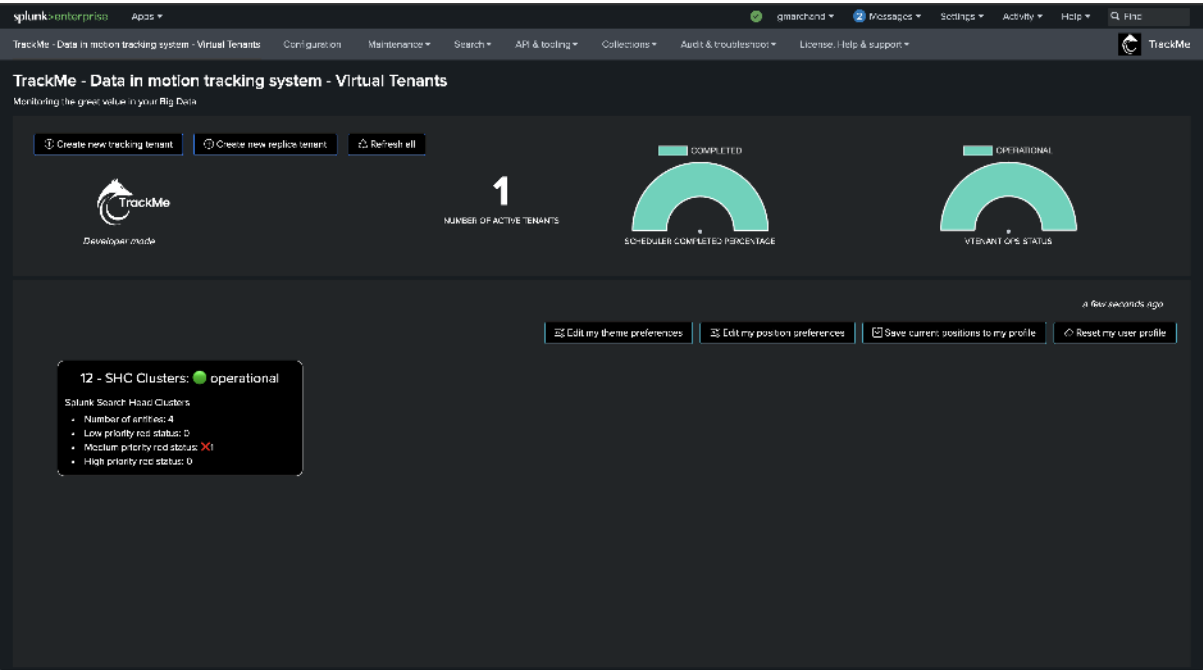 splunk>enterprise Apps
gmarchand 2 Messages Settings Activity Help Find
TrackMe - Data in motion tracking system - Virtual Tenants Configuration Maintenance Search API & tooling Collections Audit & troubleshoot License, Help & support TrackMe
TrackMe - Data in motion tracking system - Virtual Tenants
Monitoring the great value in your Big Data
Create new tracking tenant Create new replica tenant Refresh all
TrackMe
Developer mode
1
NUMBER OF ACTIVE TENANTS
COMPLETED
SCHEDULER COMPLETED PERCENTAGE
OPERATIONAL
VTENANT OPS STATUS
a few seconds ago
Edit my theme preferences Edit my position preferences Save current positions to my profile Reset my user profile
12 - SHC Clusters: 🟢 operational
Splunk Search Head Clusters
• Number of entities: 4
• Low priority red status: 0
• Medium priority red status: ❌1
• High priority red status: 0